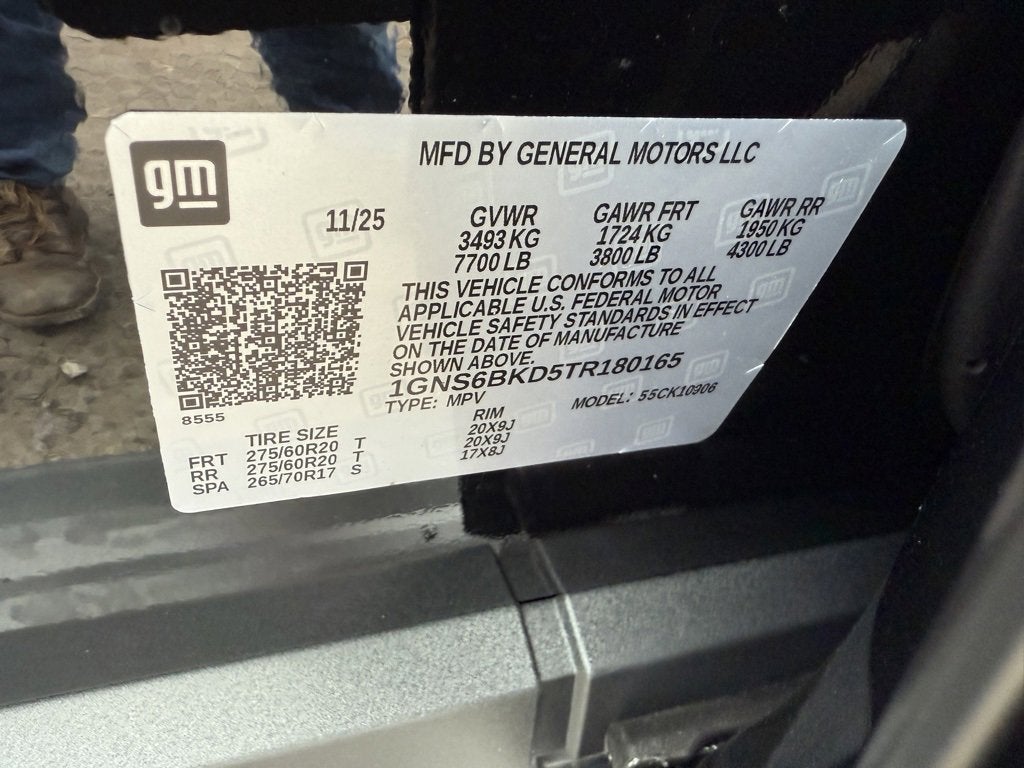 gm
MFD BY GENERAL MOTORS LLC
11/25
GVWR GAWR FRT GAWR RR
3493 KG 1724 KG 1950 KG
7700 LB 3800 LB 4300 LB
THIS VEHICLE CONFORMS TO ALL
APPLICABLE U.S. FEDERAL MOTOR
VEHICLE SAFETY STANDARDS IN EFFECT
ON THE DATE OF MANUFACTURE
SHOWN ABOVE.
1GNS6BKD5TR180165
TYPE: MPV MODEL: 55CK10906
8555
TIRE SIZE RIM
FRT 275/60R20 T 20X9J
RR 275/60R20 T 20X9J
SPA 265/70R17 S 17X8J